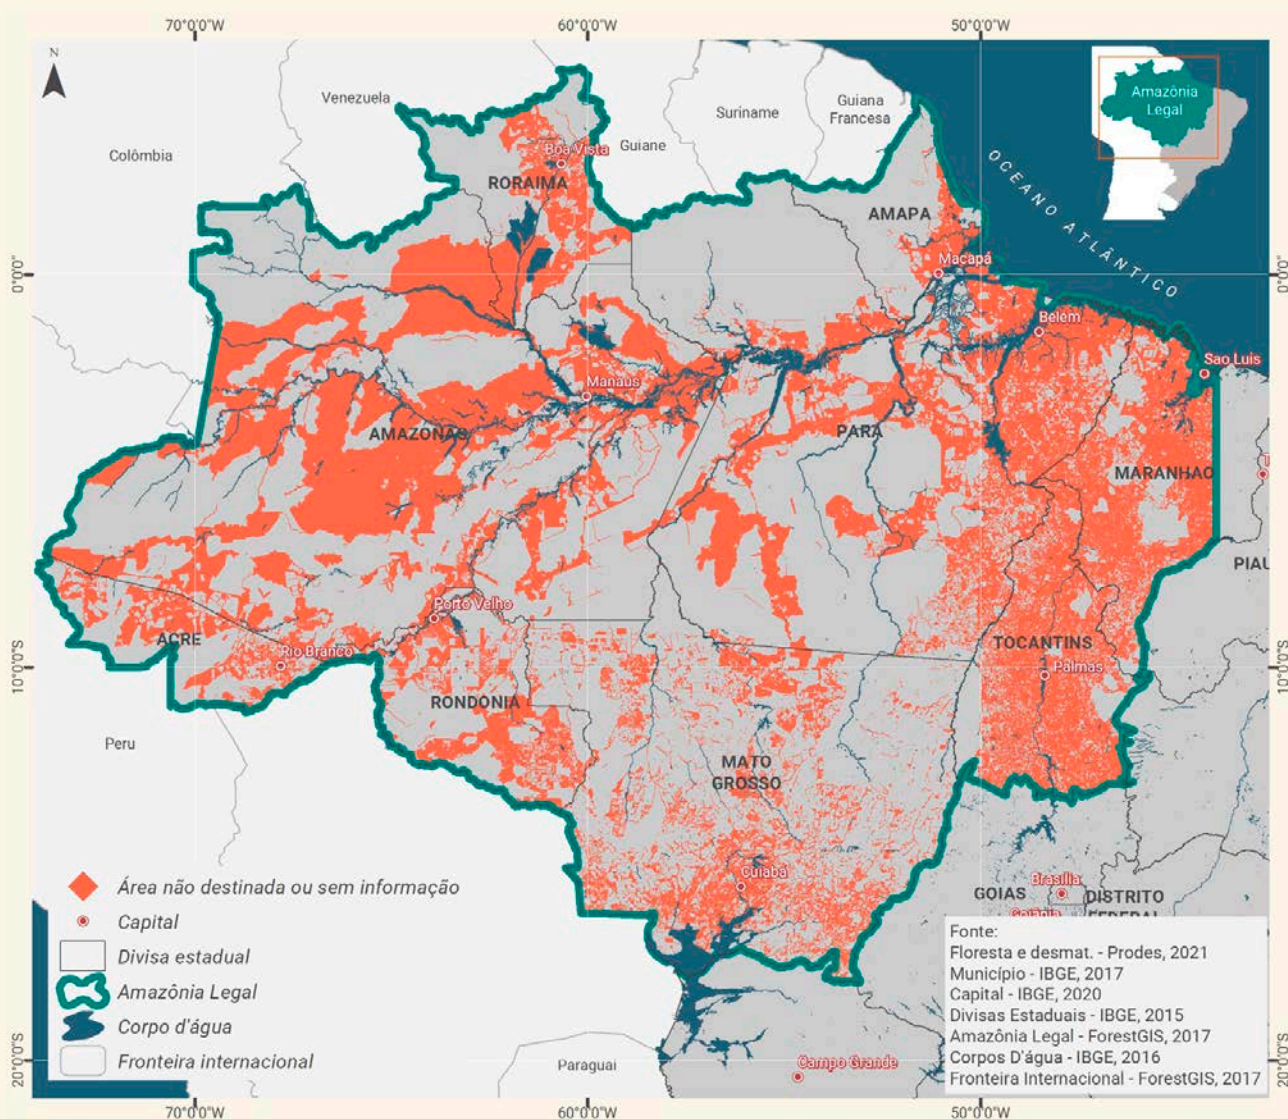 70°0'0"W
60°0'0"W
50°0'0"W
N
Venezuela
Colômbia
Guiane
Suriname
Guiana
Francesa
Amazônia
Legal
OCEANO ATLÂNTICO
Boa Vista
RORAIMA
AMAPA
Macapá
0°0'0"
0°0'0"
Belém
Sao Luis
Manaus
AMAZONAS
PARÁ
MARANHAO
PIAU
Porto Velho
ACRE
Rio Branco
TOCANTINS
Palmas
10°0'0"S
10°0'0"S
RONDÔNIA
Peru
MATO
GROSSO
Cuiabá
GOIAS
Brasília
DISTRITO
FEDERAL
Goiânia
Área não destinada ou sem informação
Capital
Divisa estadual
Amazônia Legal
Corpo d'água
Fronteira internacional
Paraguai
Campo Grande
Fonte:
Floresta e desmat. - Prodes, 2021
Município - IBGE, 2017
Capital - IBGE, 2020
Divisas Estaduais - IBGE, 2015
Amazônia Legal - ForestGIS, 2017
Corpos D'água - IBGE, 2016
Fronteira Internacional - ForestGIS, 2017
20°0'0"S
20°0'0"S
70°0'0"W
60°0'0"W
50°0'0"W